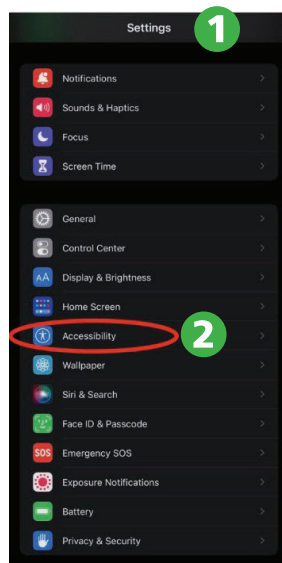 Settings
1
Notifications
Sounds & Haptics
Focus
Screen Time
General
Control Center
AA Display & Brightness
Home Screen
Accessibility
2
Wallpaper
Siri & Search
Face ID & Passcode
SOS Emergency SOS
Exposure Notifications
Battery
Privacy & Security